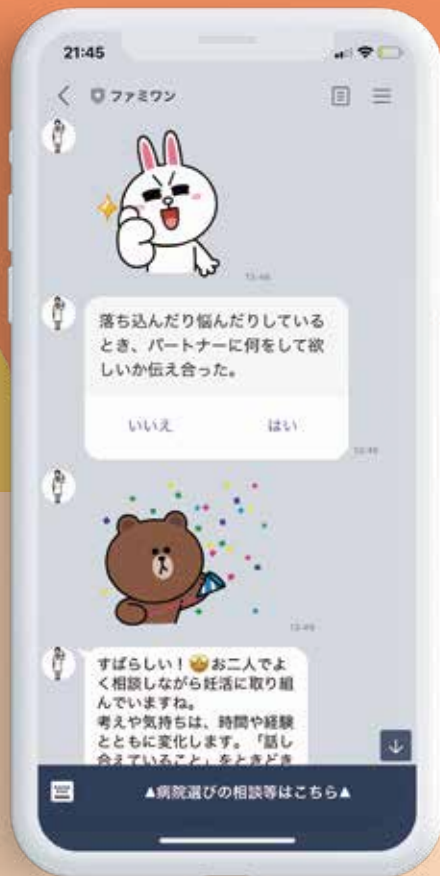 21:45
ファミワン
13:46
落ち込んだり悩んだりしている
とき、パートナーに何をして欲
しいか伝え合った。
いいえ
はい
13:46
13:46
すばらしい！🤩お二人でよ
く相談しながら妊活に取り組
んでいますね。
考えや気持ちは、時間や経験
とともに変化します。「話し
合えていること」をときどき
▲病院選びの相談等はこちら▲